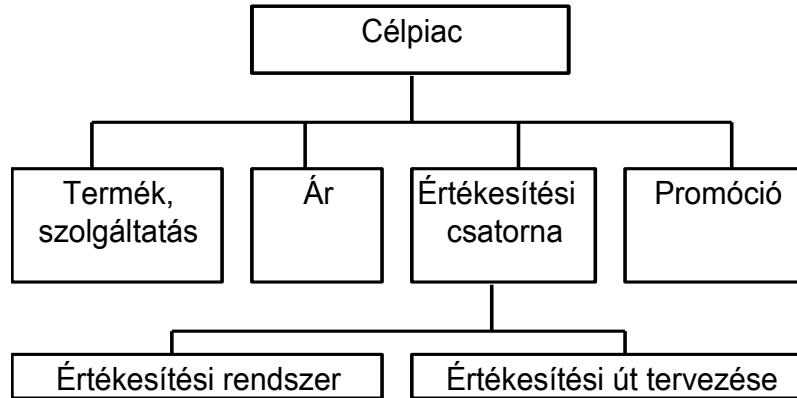 Célpiac
Termék,
szolgáltatás
Ár
Értékesítési
csatorna
Promóció
Értékesítési rendszer
Értékesítési út tervezése